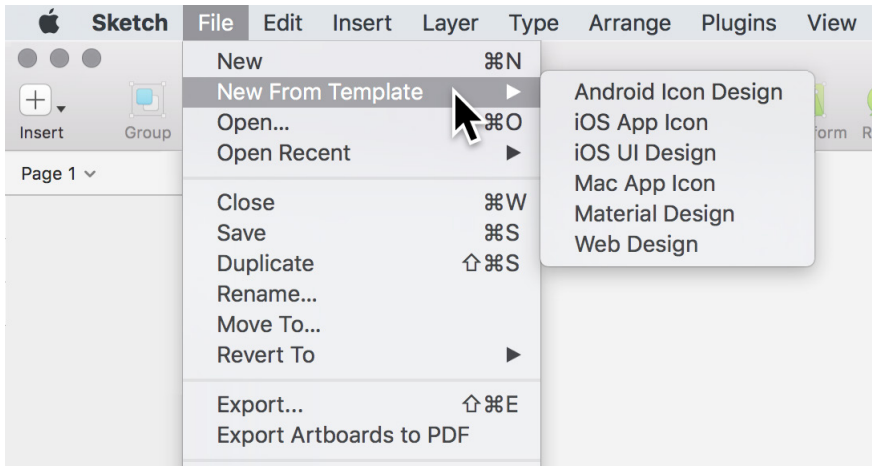 Sketch File Edit Insert Layer Type Arrange Plugins View
New ⌘N
New From Template ▶
Open... ⌘O
Open Recent ▶
Close ⌘W
Save ⌘S
Duplicate ⇧⌘S
Rename...
Move To...
Revert To ▶
Export... ⇧⌘E
Export Artboards to PDF
Android Icon Design
iOS App Icon
iOS UI Design
Mac App Icon
Material Design
Web Design
Insert Group
Page 1